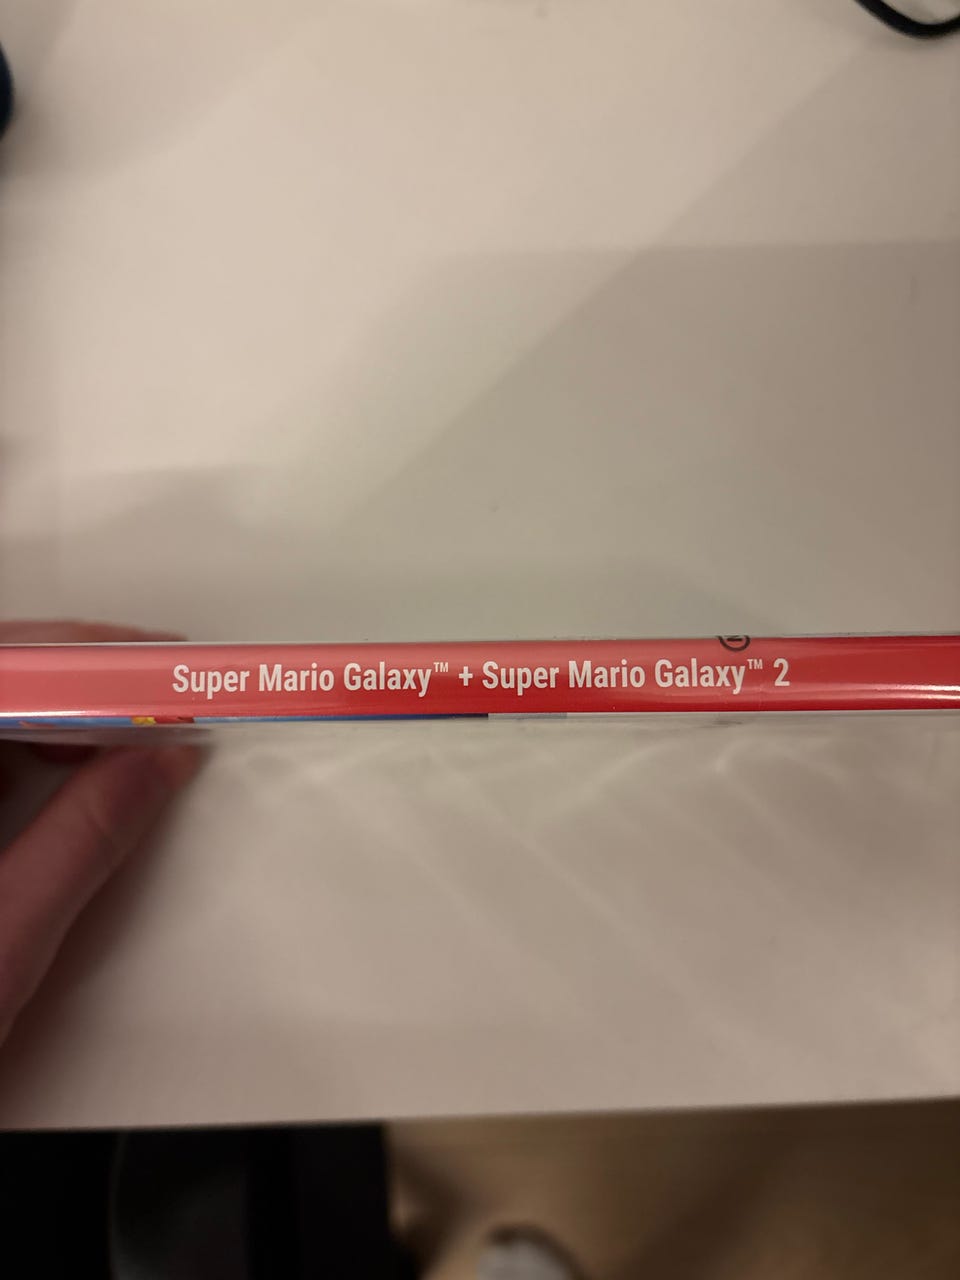 Super Mario Galaxy™ + Super Mario Galaxy™ 2